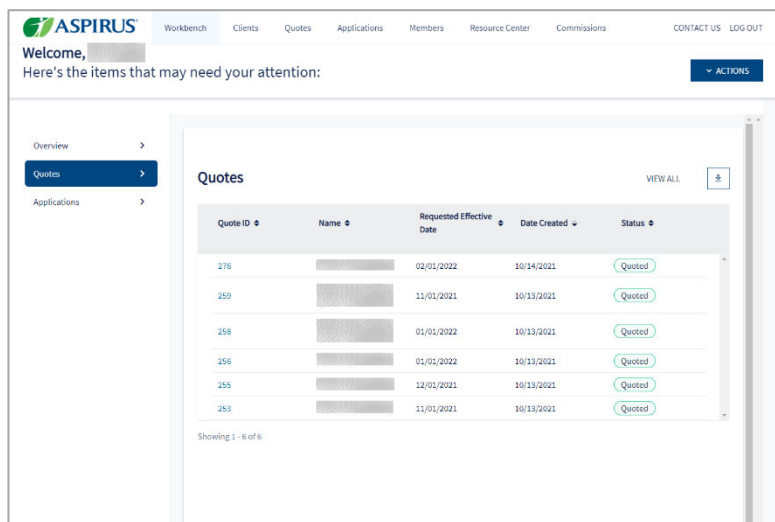 ASPIRUS
Workbench Clients Quotes Applications Members Resource Center Commissions CONTACT US LOG OUT
Welcome,
Here's the items that may need your attention:
ACTIONS
Overview
Quotes
Applications
Quotes
VIEW ALL
Quote ID Name Requested Effective Date Date Created Status
276 02/01/2022 10/14/2021 Quoted
259 11/01/2021 10/13/2021 Quoted
258 01/01/2022 10/13/2021 Quoted
256 01/01/2022 10/13/2021 Quoted
255 12/01/2021 10/13/2021 Quoted
253 11/01/2021 10/13/2021 Quoted
Showing 1 - 6 of 6